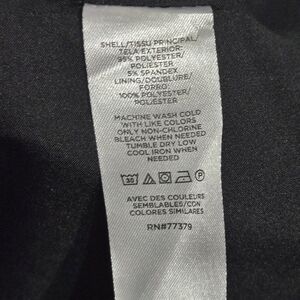 SHELL/TISSU PRINCIPAL/
TELA EXTERIOR:
95% POLYESTER/
POLIESTER
5% SPANDEX
LINING/DOUBLURE/
FORRO:
100% POLYESTER/
POLIESTER
MACHINE WASH COLD
WITH LIKE COLORS
ONLY NON-CHLORINE
BLEACH WHEN NEEDED
TUMBLE DRY LOW
COOL IRON WHEN
NEEDED
30 P
AVEC DES COULEURS
SEMBLABLES/CON
COLORES SIMILARES
RN#77379